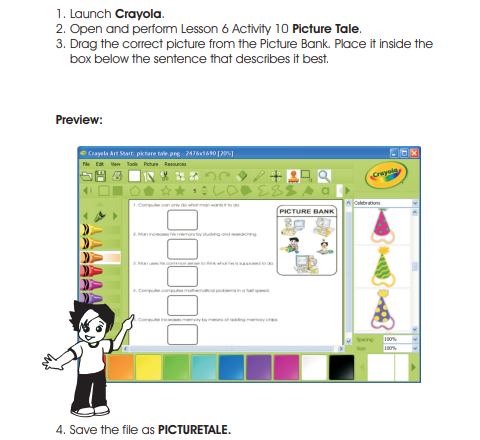 1. Launch Crayola.
2. Open and perform Lesson 6 Activity 10 Picture Tale.
3. Drag the correct picture from the Picture Bank. Place it inside the
box below the sentence that describes it best.
Preview:
Crayola Art Start: picture tale.png - 2476x1690 [20%]
File Edit View Tools Picture Resources
Crayola
1. Computer can only do what man wants it to do.
PICTURE BANK
Celebrations
2. Man increases his memory by studying and researching.
3. Man uses his common sense to think what he is supposed to do.
4. Computer computes mathematical problems in a fast speed.
Computer increases memory by means of adding memory chips.
Spacing: 100%
Size: 100%
4. Save the file as PICTURETALE.